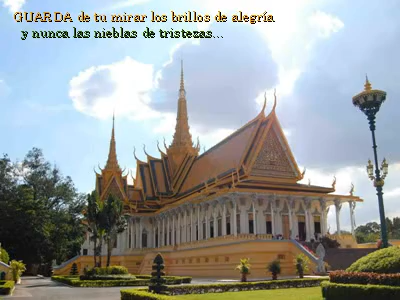 GUARDA de tu mirar los brillos de alegría
y nunca las nieblas de tristezas...